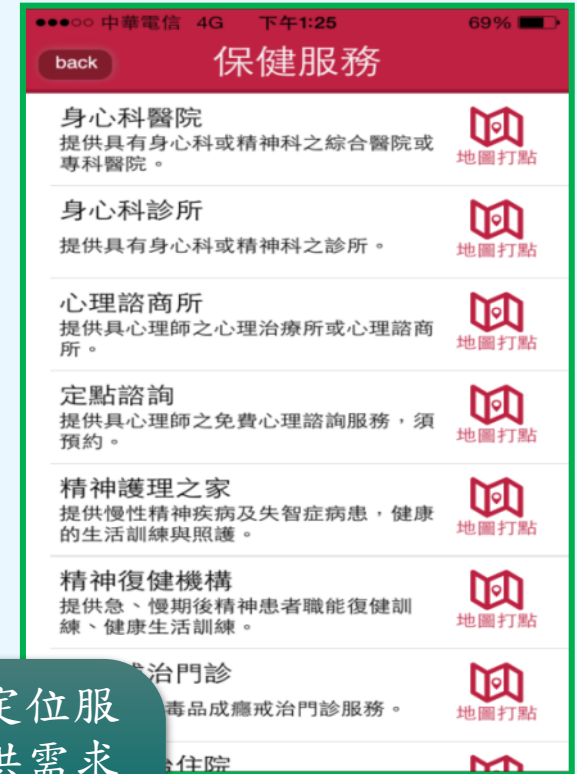 中華電信 4G 下午1:25 69%
back 保健服務
身心科醫院
提供具有身心科或精神科之綜合醫院或
專科醫院。
地圖打點
身心科診所
提供具有身心科或精神科之診所。
地圖打點
心理諮商所
提供具心理師之心理治療所或心理諮商
所。
地圖打點
定點諮詢
提供具心理師之免費心理諮詢服務，須
預約。
地圖打點
精神護理之家
提供慢性精神疾病及失智症病患，健康
的生活訓練與照護。
地圖打點
精神復健機構
提供急、慢期後精神患者職能復健訓
練、健康生活訓練。
地圖打點
治門診
毒品成癮戒治門診服務。
地圖打點
住院
定位服
供需求